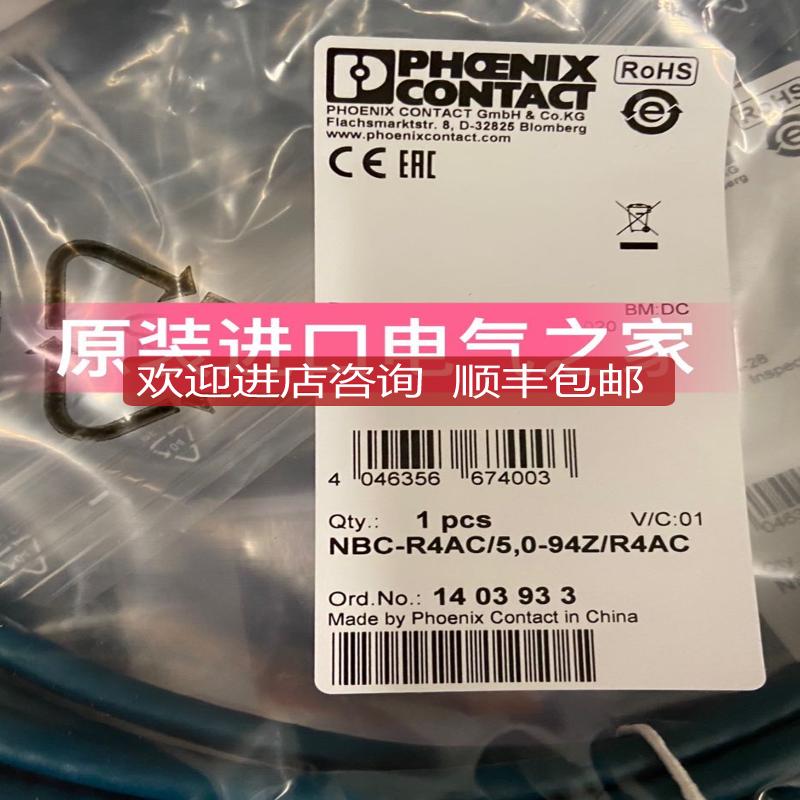 PHŒNIX
CONTACT
RoHS
PHOENIX CONTACT GmbH & Co.KG
Flachsmarktstr. 8, D-32825 Blomberg
www.phoenixcontact.com
CE EAC
BM:DC
原装进口电气之家
欢迎进店咨询 顺丰包邮
4 046356 674003
Qty.: 1 pcs V/C:01
NBC-R4AC/5,0-94Z/R4AC
Ord.No.: 14 03 93 3
Made by Phoenix Contact in China